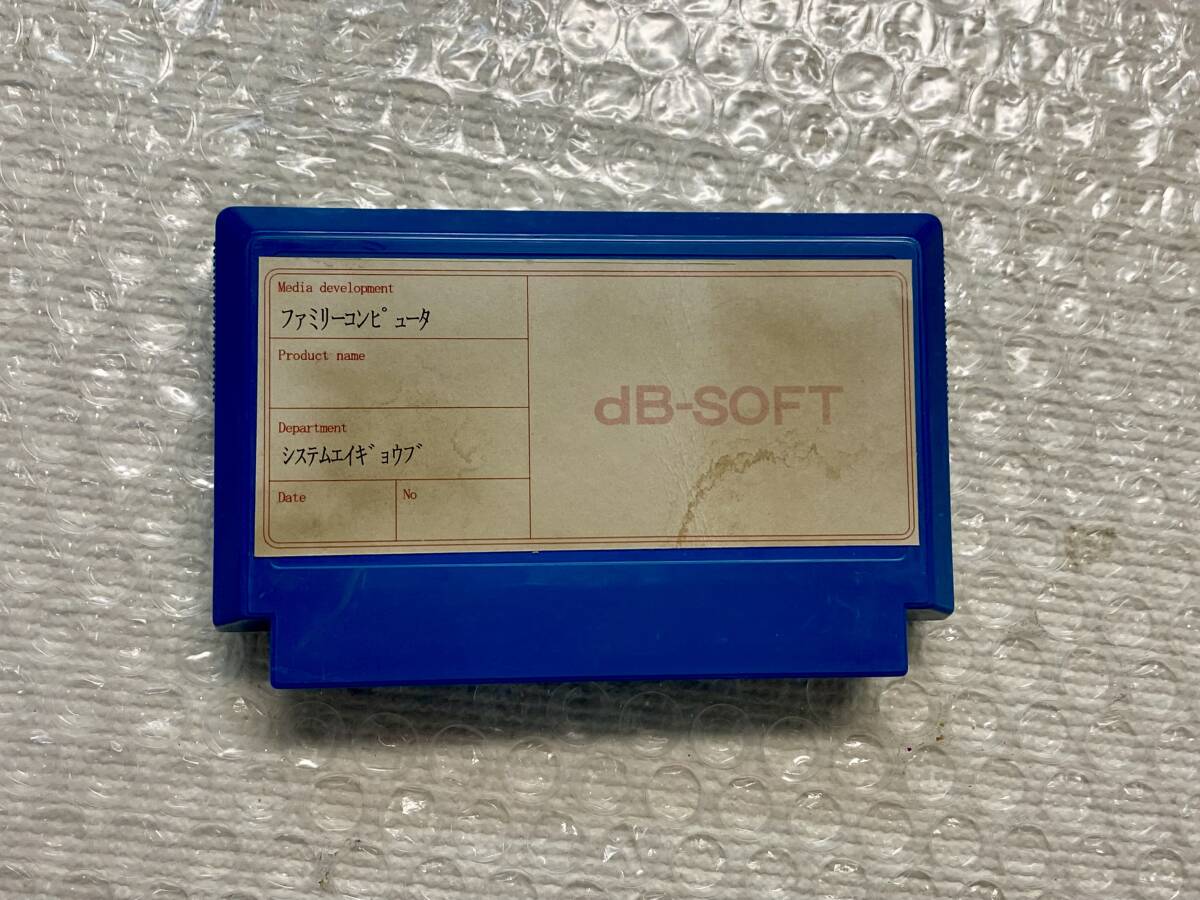 Media development
ファミリーコンピュータ
Product name
Department
システムエイギョウブ
Date
No
dB-SOFT